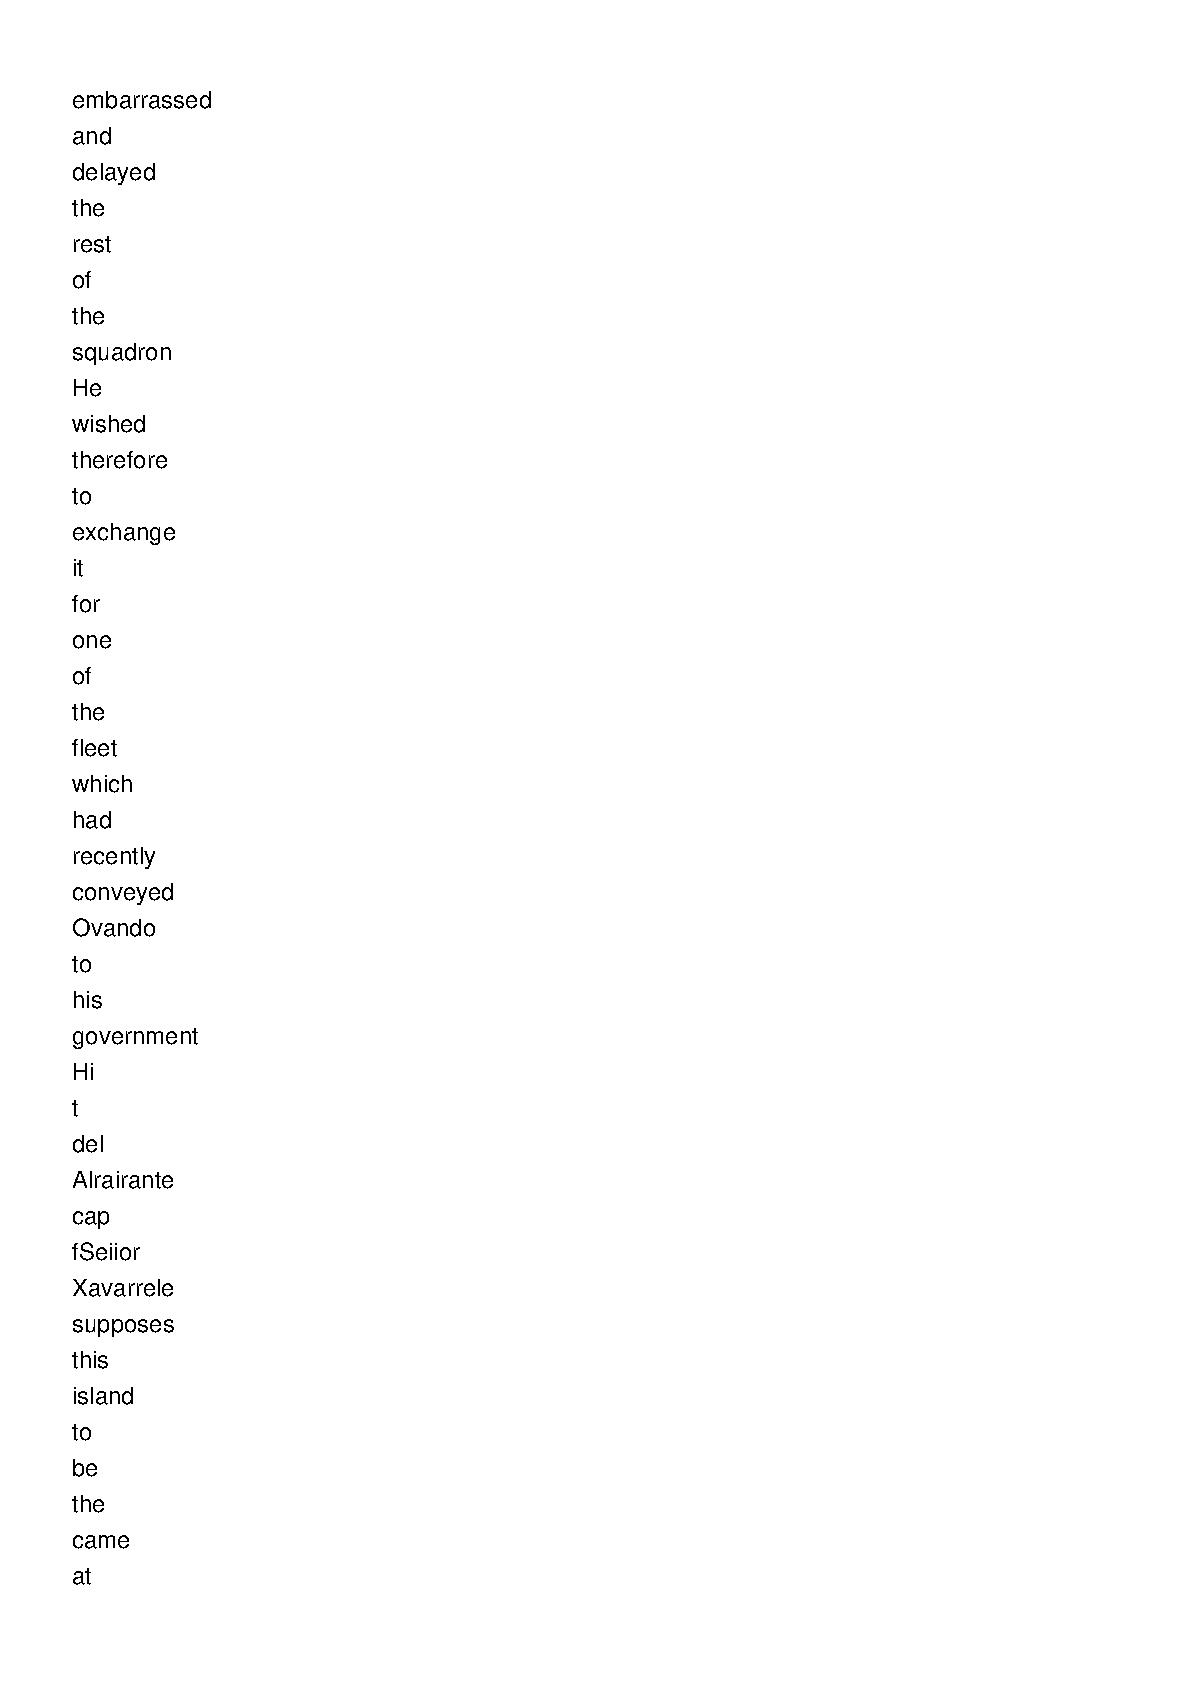 embarrassed
and
delayed
the
rest
of
the
squadron
He
wished
therefore
to
exchange
it
for
one
of
the
fleet
which
had
recently
conveyed
Ovando
to
his
government
Hi
t
del
Alrairante
cap
fSeiior
Xavarrele
supposes
this
island
to
be
the
came
at